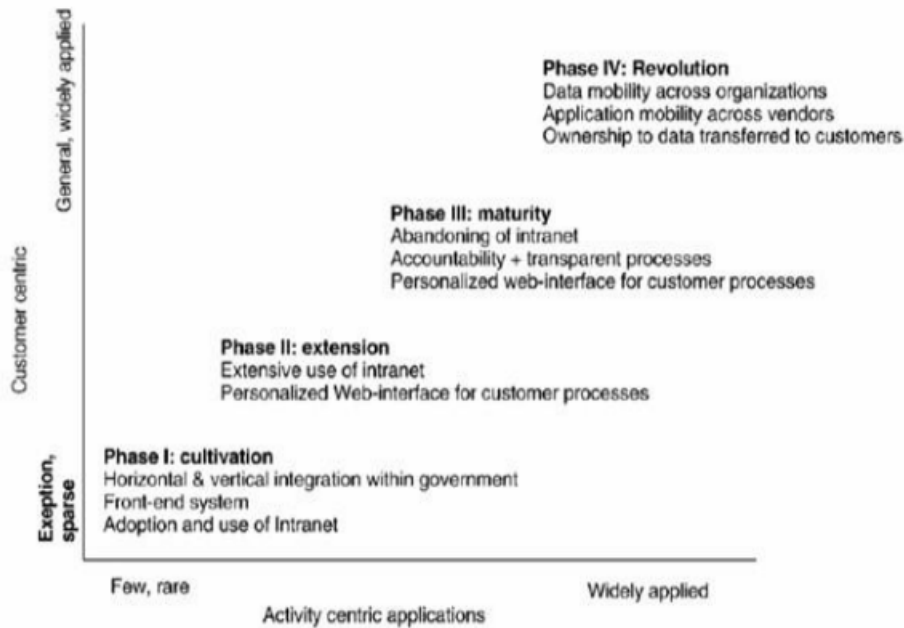 General, widely applied
Customer centric
Exeption,
sparse
Phase IV: Revolution
Data mobility across organizations
Application mobility across vendors
Ownership to data transferred to customers
Phase III: maturity
Abandoning of intranet
Accountability + transparent processes
Personalized web-interface for customer processes
Phase II: extension
Extensive use of intranet
Personalized Web-interface for customer processes
Phase I: cultivation
Horizontal & vertical integration within government
Front-end system
Adoption and use of Intranet
Few, rare
Widely applied
Activity centric applications